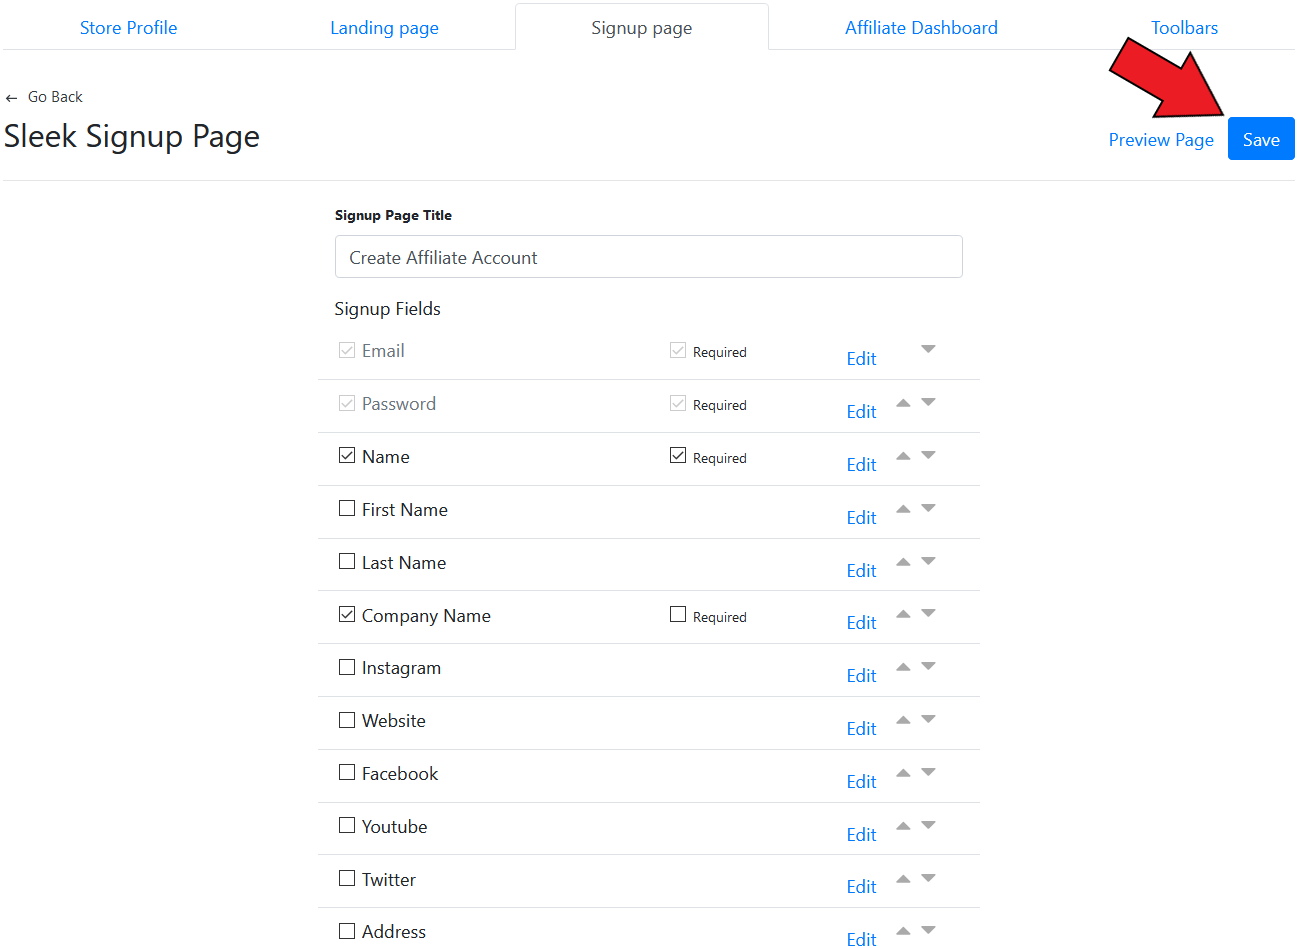 Store Profile Landing page Signup page Affiliate Dashboard Toolbars
← Go Back
Sleek Signup Page
Preview Page Save
Signup Page Title
Create Affiliate Account
Signup Fields
Email Required Edit
Password Required Edit
Name Required Edit
First Name Edit
Last Name Edit
Company Name Required Edit
Instagram Edit
Website Edit
Facebook Edit
Youtube Edit
Twitter Edit
Address Edit